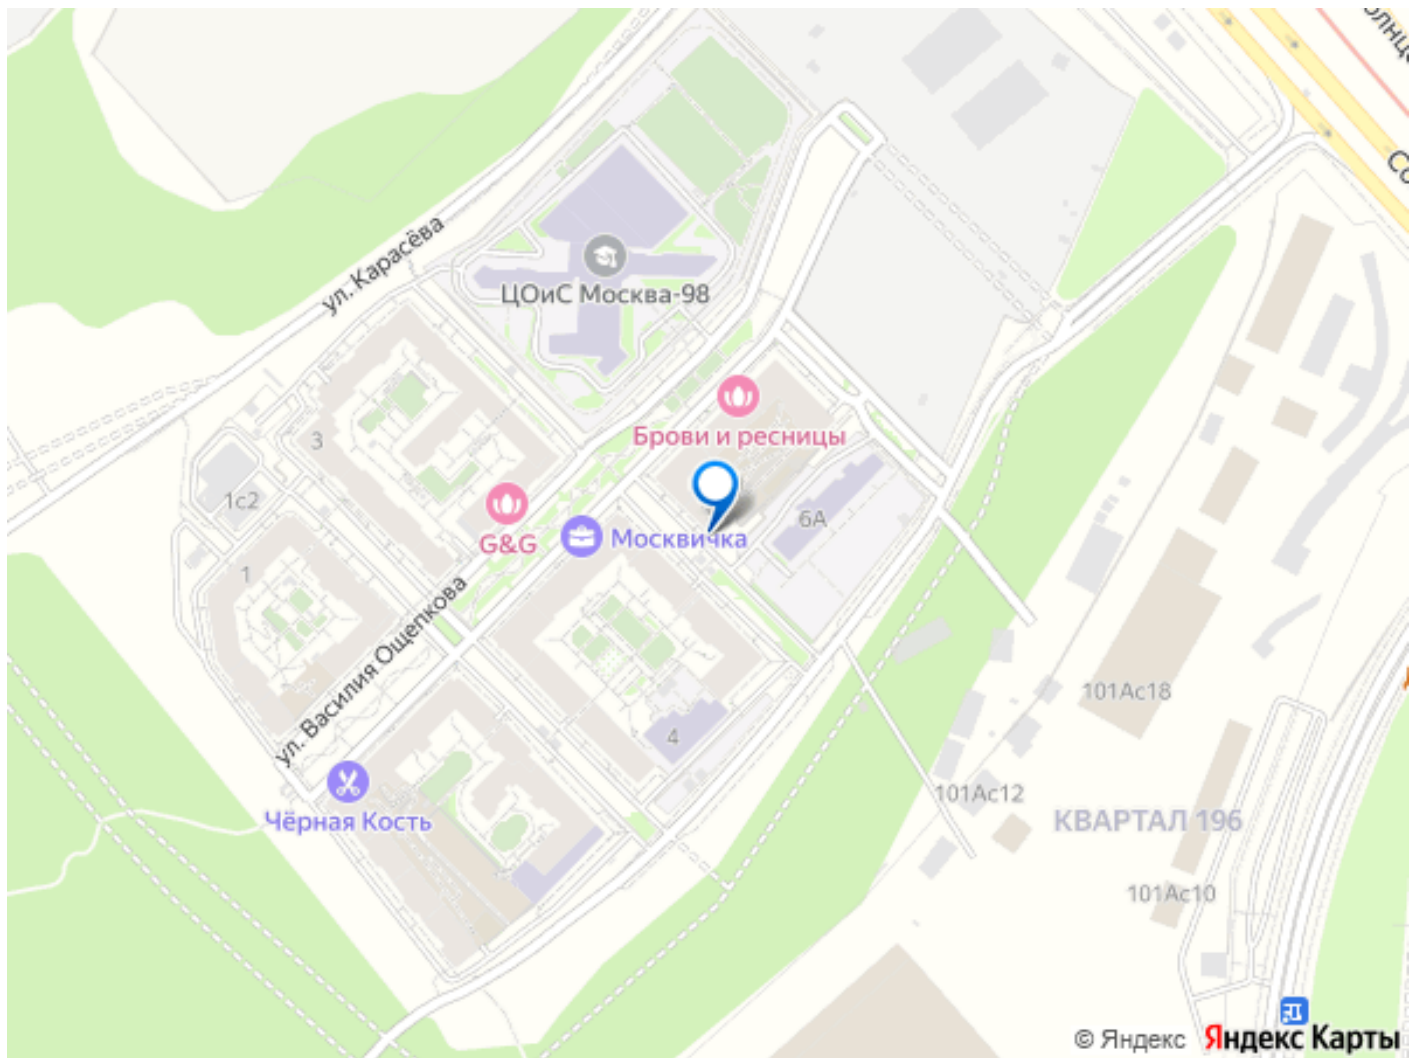 ул. Карасёва
ЦОиС Москва-98
Брови и ресницы
3
1с2
G&G
Москвичка
6А
1
ул. Василия Ощепкова
4
101Ас18
101Ас12
Чёрная Кость
КВАРТАЛ 196
101Ас10
© Яндекс Яндекс Карты